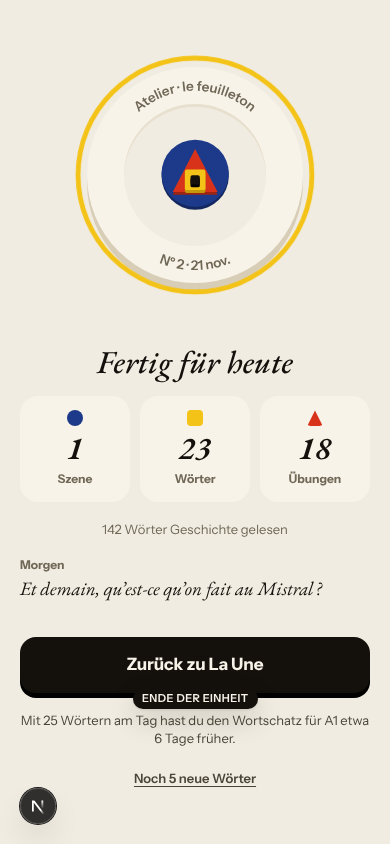 Atelier · le feuilleton
N° 2 · 21 nov.
Fertig für heute
1
23
18
Szene
Wörter
Übungen
142 Wörter Geschichte gelesen
Morgen
Et demain, qu’est-ce qu’on fait au Mistral ?
Zurück zu La Une
ENDE DER EINHEIT
Mit 25 Wörtern am Tag hast du den Wortschatz für A1 etwa
6 Tage früher.
Noch 5 neue Wörter
N